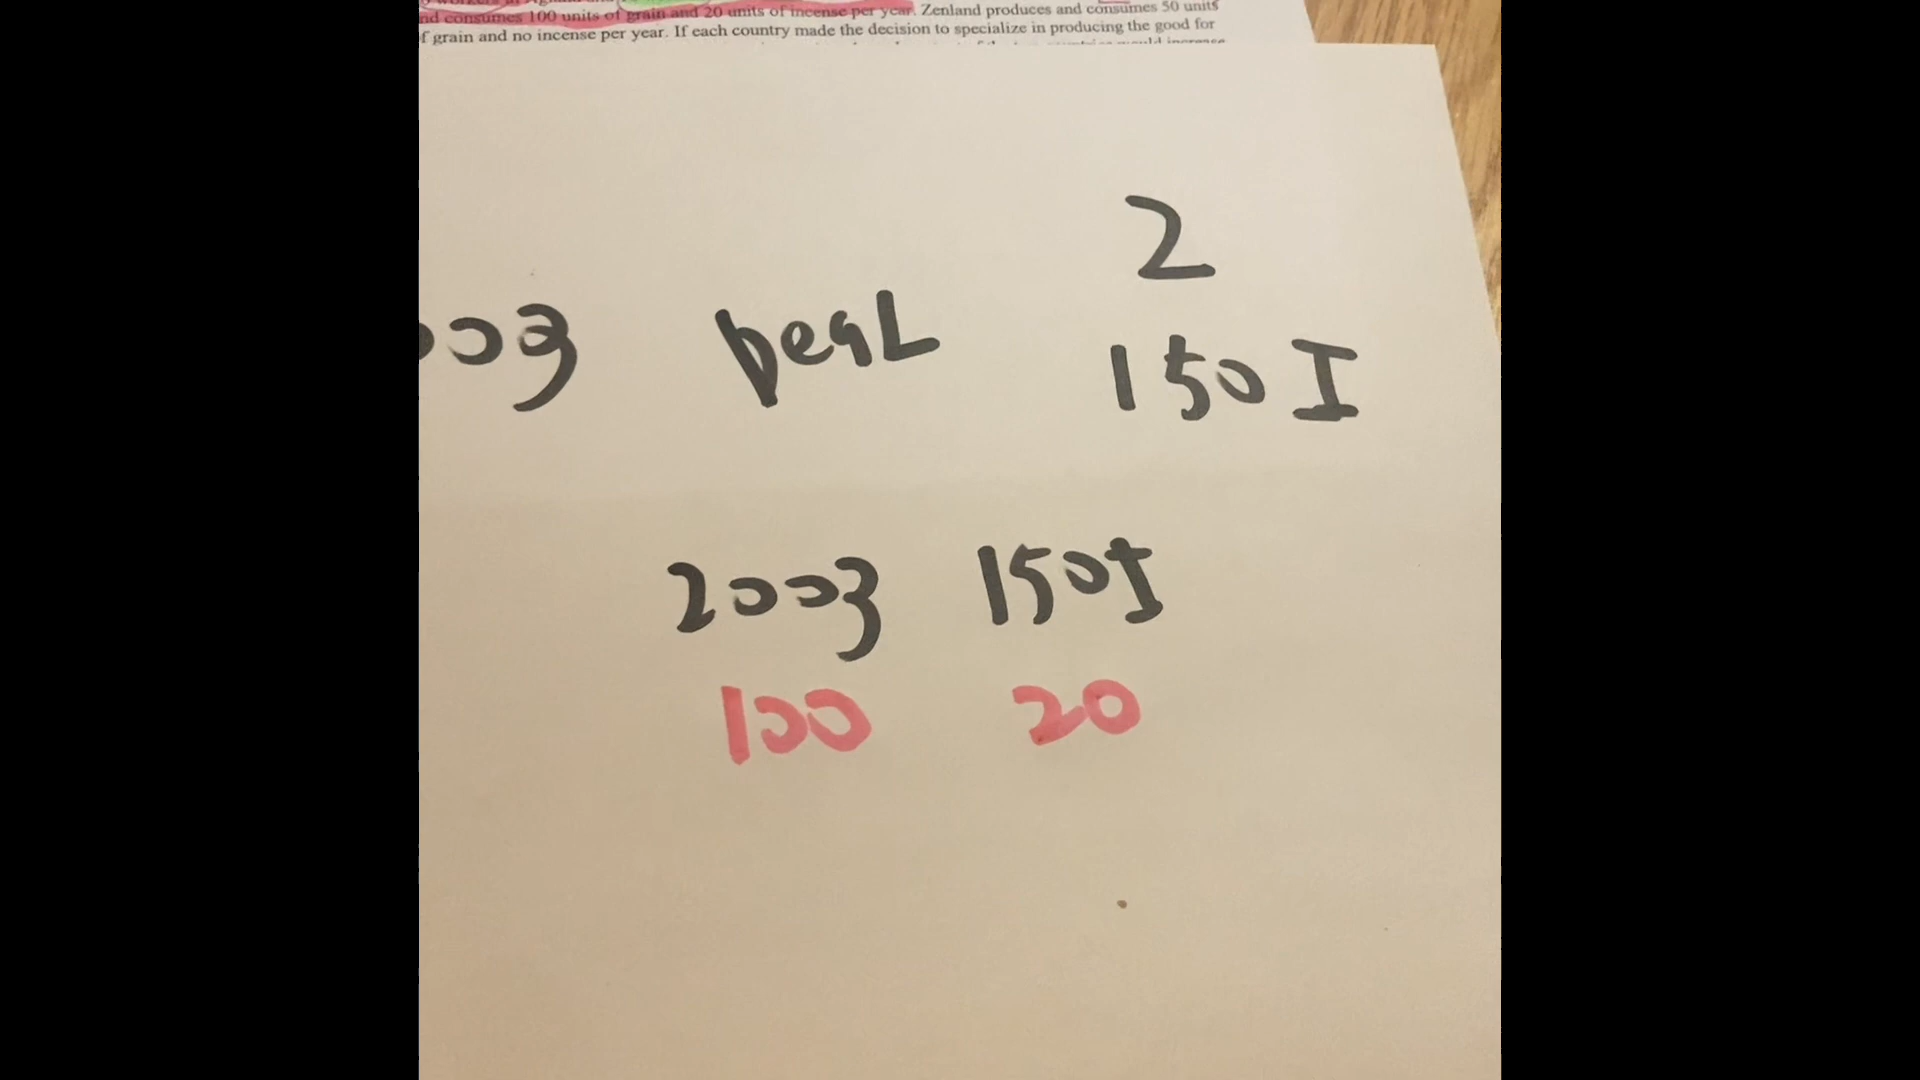 nd consumes 100 units of grain and 20 units of incense per year. Zenland produces and consumes 50 units
f grain and no incense per year. If each country made the decision to specialize in producing the good for
2
peaL
150 I
200g 150I
100 20